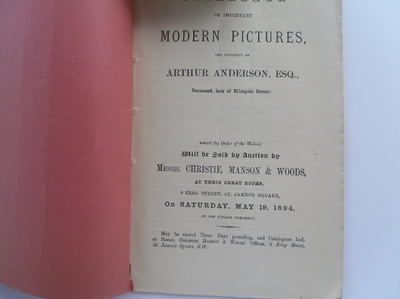 CATALOGUE
OF IMPORTANT
MODERN PICTURES,
THE PROPERTY OF
ARTHUR ANDERSON, ESQ.,
Deceased, late of Wimpole Street:
WHICH (by Order of the Widow)
Will be Sold by Auction by
MESSRS. CHRISTIE, MANSON & WOODS,
AT THEIR GREAT ROOMS,
8 KING STREET, ST. JAMES'S SQUARE,
On SATURDAY, MAY 19, 1894,
AT ONE O'CLOCK PRECISELY.
May be viewed Three Days preceding, and Catalogues had,
at MESSRS. CHRISTIE, MANSON & WOODS' Offices, 8 King Street,
St. James's Square, S.W.